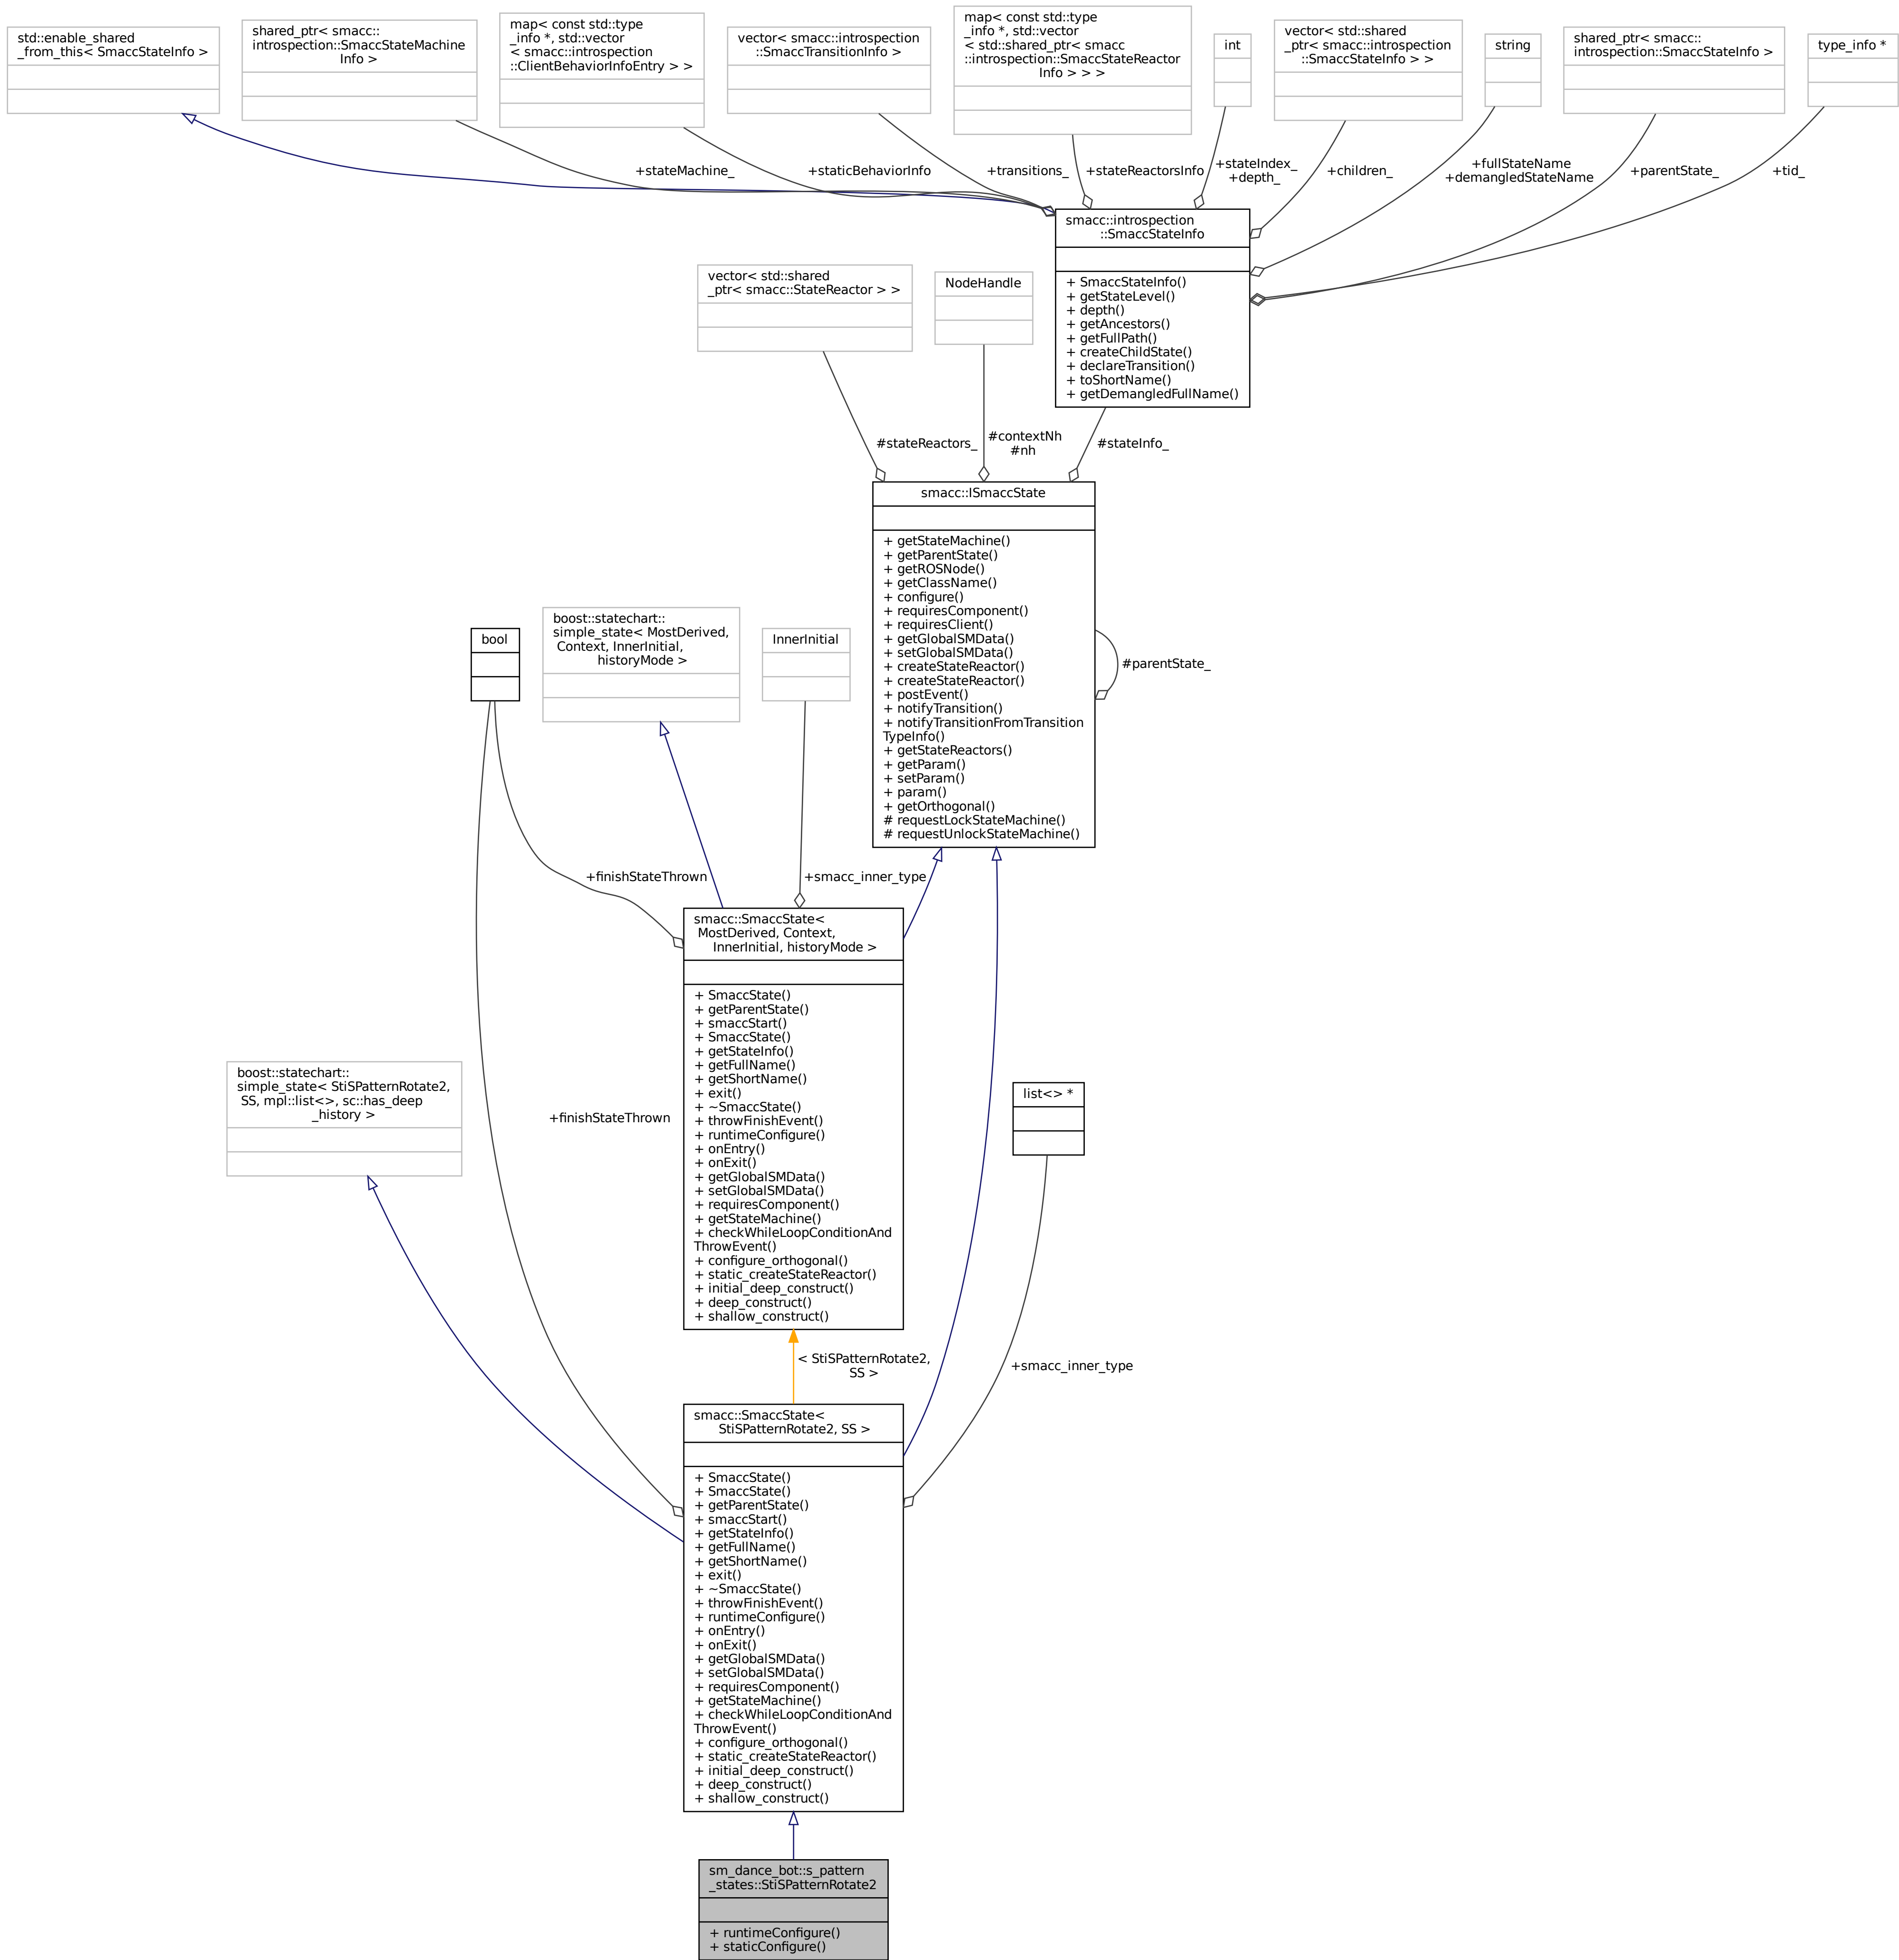 std::enable_shared
_from_this< SmaccStateInfo >
shared_ptr< smacc::
introspection::SmaccStateMachine
Info >
map< const std::type
_info *, std::vector
< smacc::introspection
::ClientBehaviorInfoEntry > >
vector< smacc::introspection
::SmaccTransitionInfo >
map< const std::type
_info *, std::vector
< std::shared_ptr< smacc
::introspection::SmaccStateReactor
Info > > >
int
vector< std::shared
_ptr< smacc::introspection
::SmaccStateInfo > >
string
shared_ptr< smacc::
introspection::SmaccStateInfo >
type_info *
+stateMachine_
+staticBehaviorInfo
+transitions_
+stateReactorsInfo
+stateIndex_
+depth_
+children_
+fullStateName
+demangledStateName
+parentState_
+tid_
smacc::introspection
::SmaccStateInfo
+ SmaccStateInfo()
+ getStateLevel()
+ depth()
+ getAncestors()
+ getFullPath()
+ createChildState()
+ declareTransition()
+ toShortName()
+ getDemangledFullName()
vector< std::shared
_ptr< smacc::StateReactor > >
NodeHandle
#stateReactors_
#contextNh
#nh
#stateInfo_
smacc::ISmaccState
+ getStateMachine()
+ getParentState()
+ getROSNode()
+ getClassName()
+ configure()
+ requiresComponent()
+ requiresClient()
+ getGlobalSMData()
+ setGlobalSMData()
+ createStateReactor()
+ createStateReactor()
+ postEvent()
+ notifyTransition()
+ notifyTransitionFromTransition
TypeInfo()
+ getStateReactors()
+ getParam()
+ setParam()
+ param()
+ getOrthogonal()
# requestLockStateMachine()
# requestUnlockStateMachine()
#parentState_
bool
boost::statechart::
simple_state< MostDerived,
Context, InnerInitial,
historyMode >
InnerInitial
+finishStateThrown
+smacc_inner_type
smacc::SmaccState<
MostDerived, Context,
InnerInitial, historyMode >
+ SmaccState()
+ getParentState()
+ smaccStart()
+ SmaccState()
+ getStateInfo()
+ getFullName()
+ getShortName()
+ exit()
+ ~SmaccState()
+ throwFinishEvent()
+ runtimeConfigure()
+ onEntry()
+ onExit()
+ getGlobalSMData()
+ setGlobalSMData()
+ requiresComponent()
+ getStateMachine()
+ checkWhileLoopConditionAnd
ThrowEvent()
+ configure_orthogonal()
+ static_createStateReactor()
+ initial_deep_construct()
+ deep_construct()
+ shallow_construct()
boost::statechart::
simple_state< StiSPatternRotate2,
SS, mpl::list<>, sc::has_deep
_history >
+finishStateThrown
list<> *
< StiSPatternRotate2,
SS >
+smacc_inner_type
smacc::SmaccState<
StiSPatternRotate2, SS >
+ SmaccState()
+ SmaccState()
+ getParentState()
+ smaccStart()
+ getStateInfo()
+ getFullName()
+ getShortName()
+ exit()
+ ~SmaccState()
+ throwFinishEvent()
+ runtimeConfigure()
+ onEntry()
+ onExit()
+ getGlobalSMData()
+ setGlobalSMData()
+ requiresComponent()
+ getStateMachine()
+ checkWhileLoopConditionAnd
ThrowEvent()
+ configure_orthogonal()
+ static_createStateReactor()
+ initial_deep_construct()
+ deep_construct()
+ shallow_construct()
sm_dance_bot::s_pattern
_states::StiSPatternRotate2
+ runtimeConfigure()
+ staticConfigure()